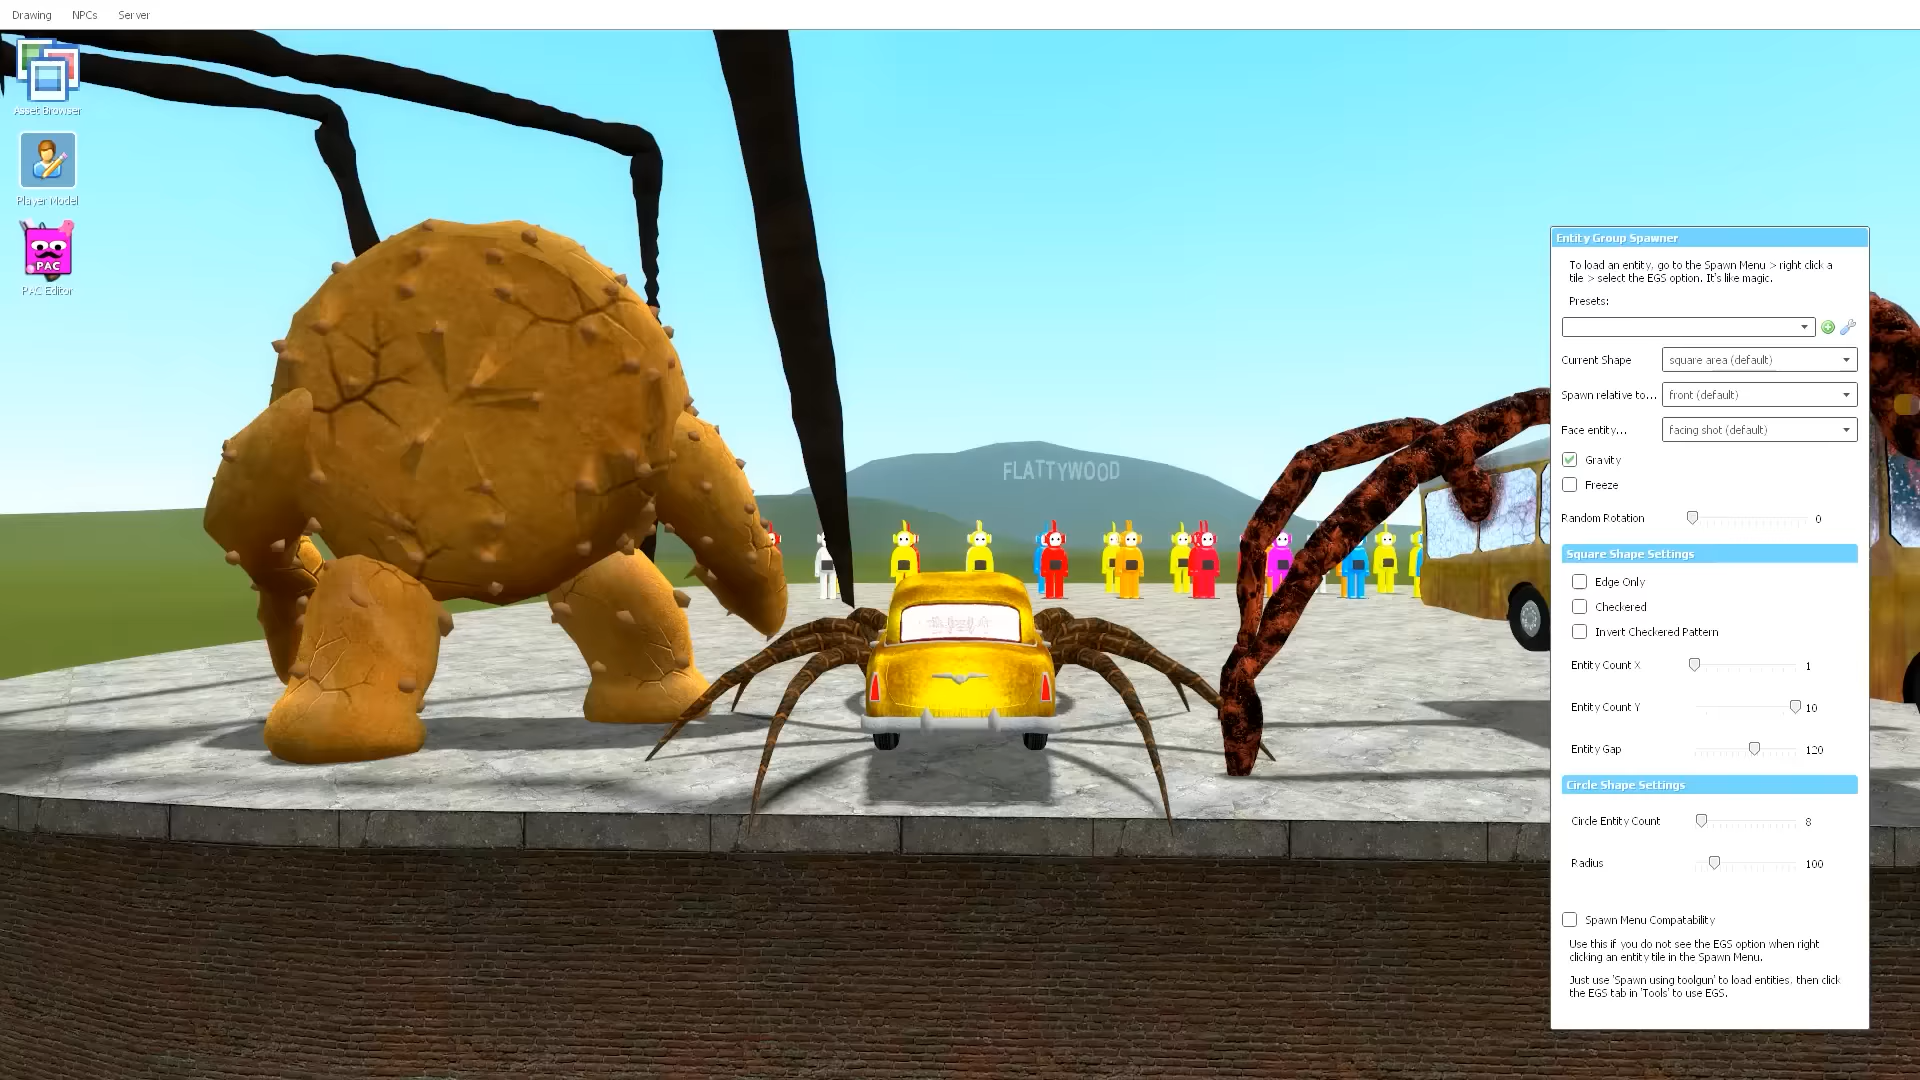 Drawing
NPCs
Server
Asset Browser
Player Model
PAC
PAC Editor
FLATTYWOOD
Entity Group Spawner
To load an entity, go to the Spawn Menu > right click a
tile > select the EGS option. It's like magic.
Presets:
Current Shape
square area (default)
Spawn relative to...
front (default)
Face entity...
facing shot (default)
Gravity
Freeze
Random Rotation
0
Square Shape Settings
Edge Only
Checkered
Invert Checkered Pattern
Entity Count X
1
Entity Count Y
10
Entity Gap
120
Circle Shape Settings
Circle Entity Count
8
Radius
100
Spawn Menu Compatability
Use this if you do not see the EGS option when right
clicking an entity tile in the Spawn Menu.
Just use 'Spawn using toolgun' to load entities, then click
the EGS tab in 'Tools' to use EGS.